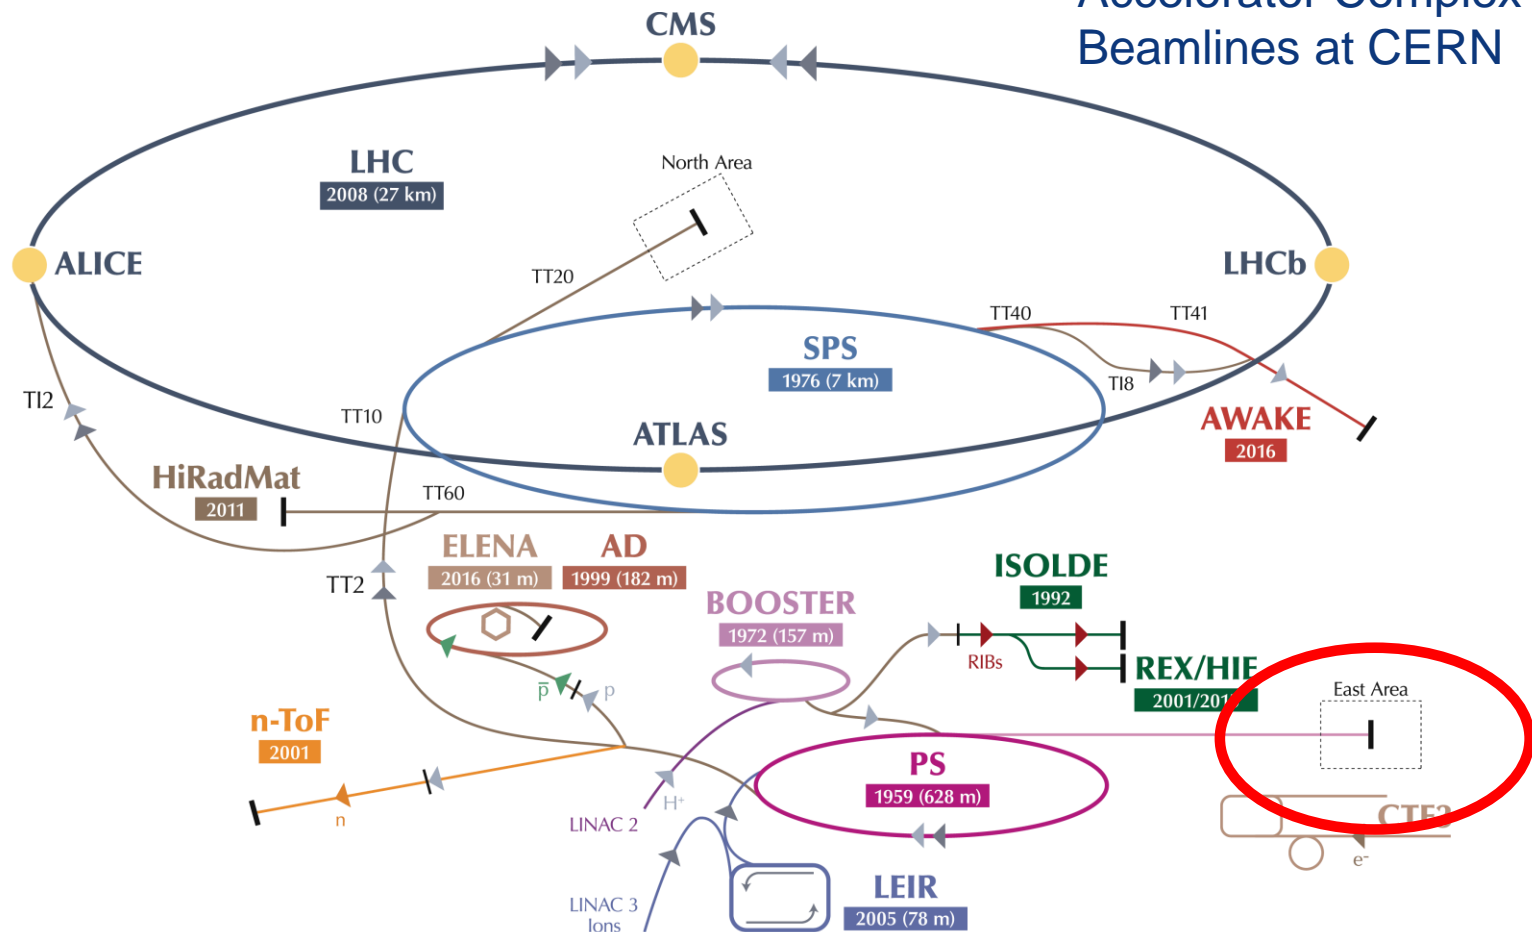 Accelerator Complex
Beamlines at CERN
CMS
LHC
2008 (27 km)
North Area
ALICE
LHCb
TT20
TT40
TT41
SPS
1976 (7 km)
TI8
TI2
TT10
AWAKE
2016
ATLAS
HiRadMat
2011
TT60
ELENA
2016 (31 m)
AD
1999 (182 m)
TT2
ISOLDE
1992
BOOSTER
1972 (157 m)
RIBs
REX/HIE
East Area
p̅
p
n-ToF
2001
PS
1959 (628 m)
H⁺
n
LINAC 2
CTF3
e⁻
LEIR
2005 (78 m)
LINAC 3
Ions